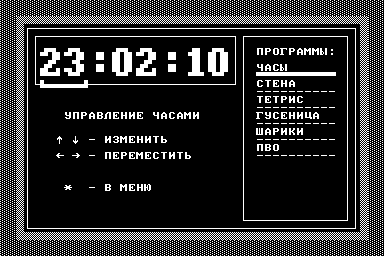 23:02:10
УПРАВЛЕНИЕ ЧАСАМИ
↑ ↓ – ИЗМЕНИТЬ
← → – ПЕРЕМЕСТИТЬ
* – В МЕНЮ
ПРОГРАММЫ:
ЧАСЫ
СТЕНА
ТЕТРИС
ГУСЕНИЦА
ШАРИКИ
ПВО